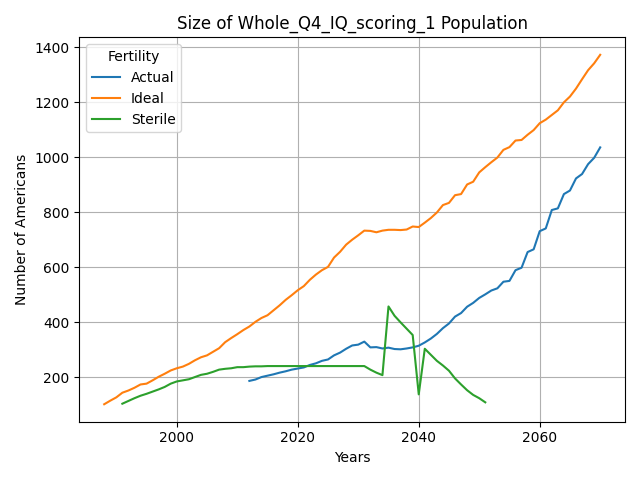 Size of Whole_Q4_IQ_scoring_1 Population
Fertility
Actual
Ideal
Sterile
Number of Americans
1400
1200
1000
800
600
400
200
2000
2020
2040
2060
Years